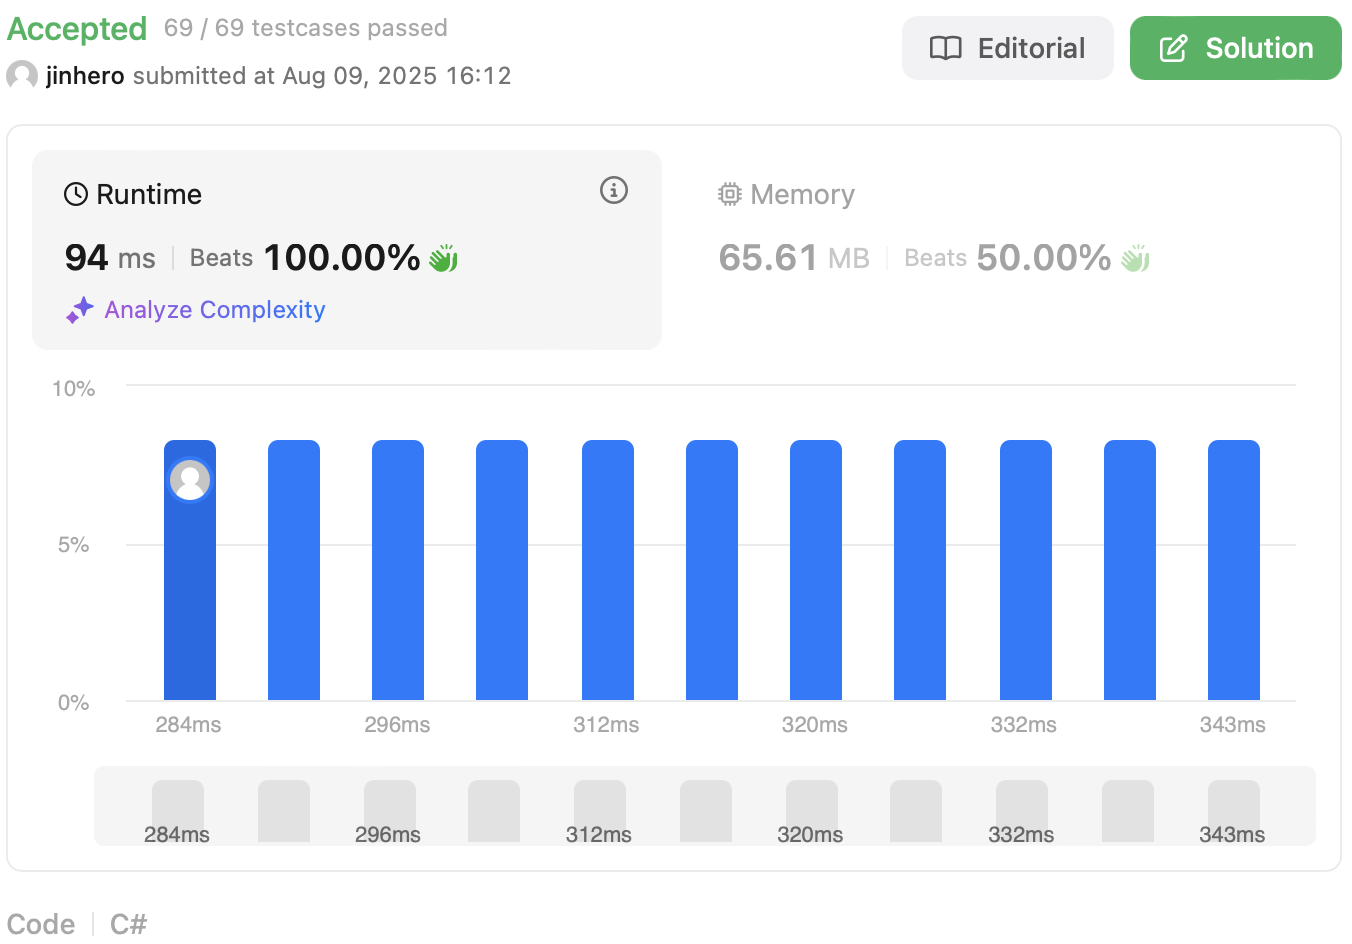 Accepted 69 / 69 testcases passed
jinhero submitted at Aug 09, 2025 16:12
Editorial
Solution
Runtime
94 ms Beats 100.00%
Analyze Complexity
Memory
65.61 MB Beats 50.00%
10%
5%
0%
284ms 296ms 312ms 320ms 332ms 343ms
284ms 296ms 312ms 320ms 332ms 343ms
Code C#